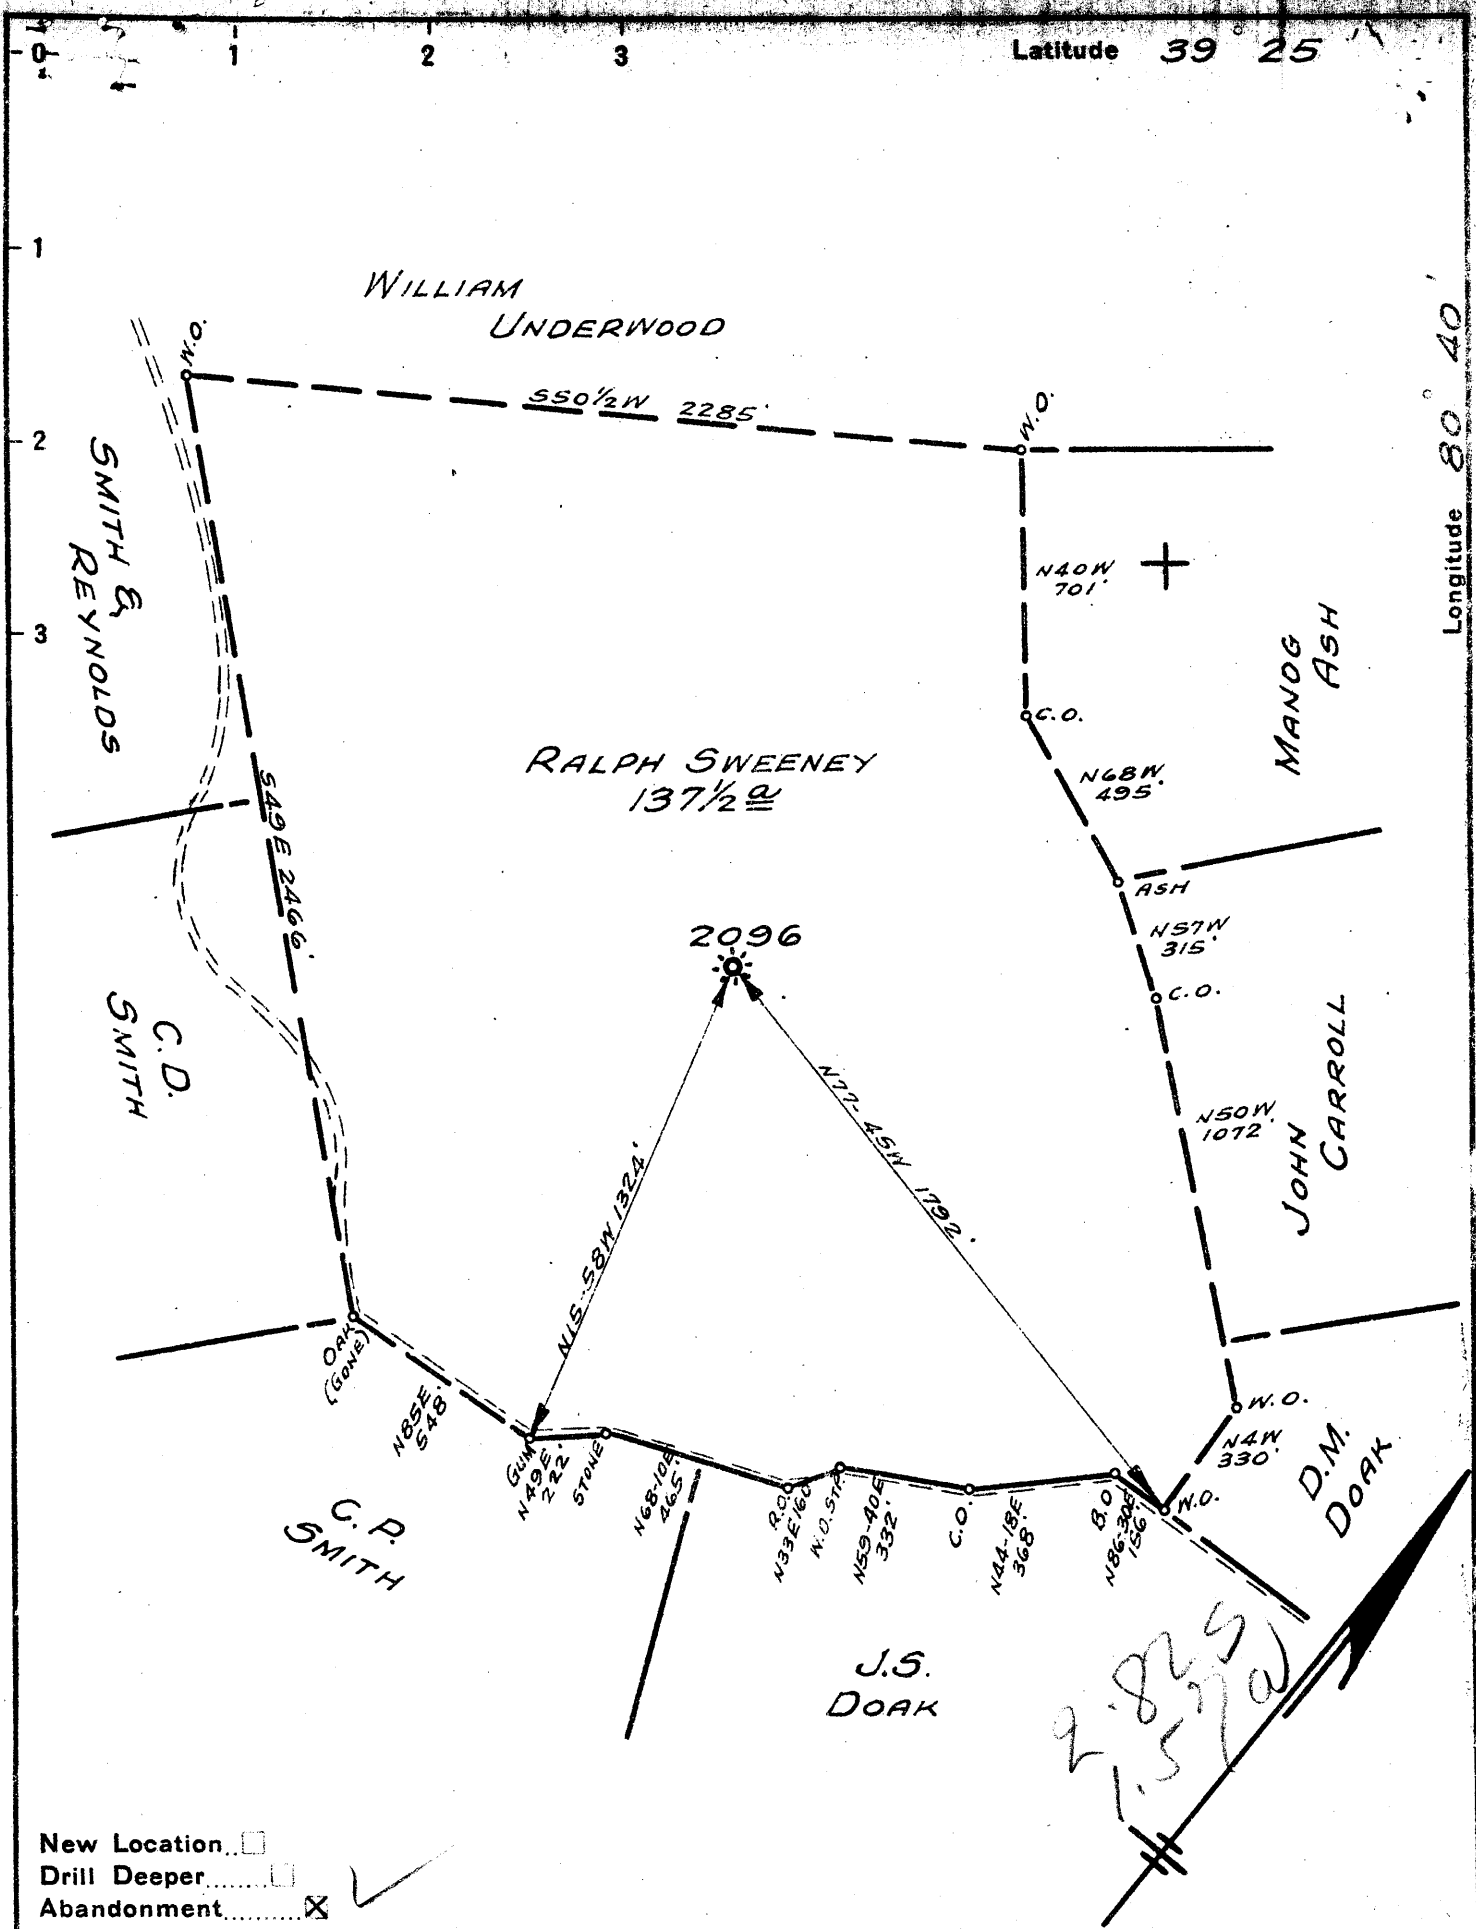 0
1
2
3
Latitude 39° 25'
1
2
3
Longitude 80° 40'
WILLIAM
UNDERWOOD
W.O.
S50½W 2285'
W.O.
SMITH &
REYNOLDS
N40W
701'
MANOG
ASH
C.O.
RALPH SWEENEY
137½ a
N68W
495'
S49E 2466'
ASH
2096
N57W
315'
C.O.
C.D.
SMITH
N77-45W 1792'
N50W
1072'
JOHN
CARROLL
N15-58W 1324'
OAK
(GONE)
N85E
548'
GUM
N49E
222'
STONE
N68-10E
465'
R.O.
N33E 160'
W.O. STP.
N59-40E
332'
C.O.
N44-18E
368'
B.O.
N86-30E
156'
W.O.
W.O.
N4W
330'
D.M.
DOAK
C.P.
SMITH
J.S.
DOAK
2.82 S
New Location
Drill Deeper
Abandonment X